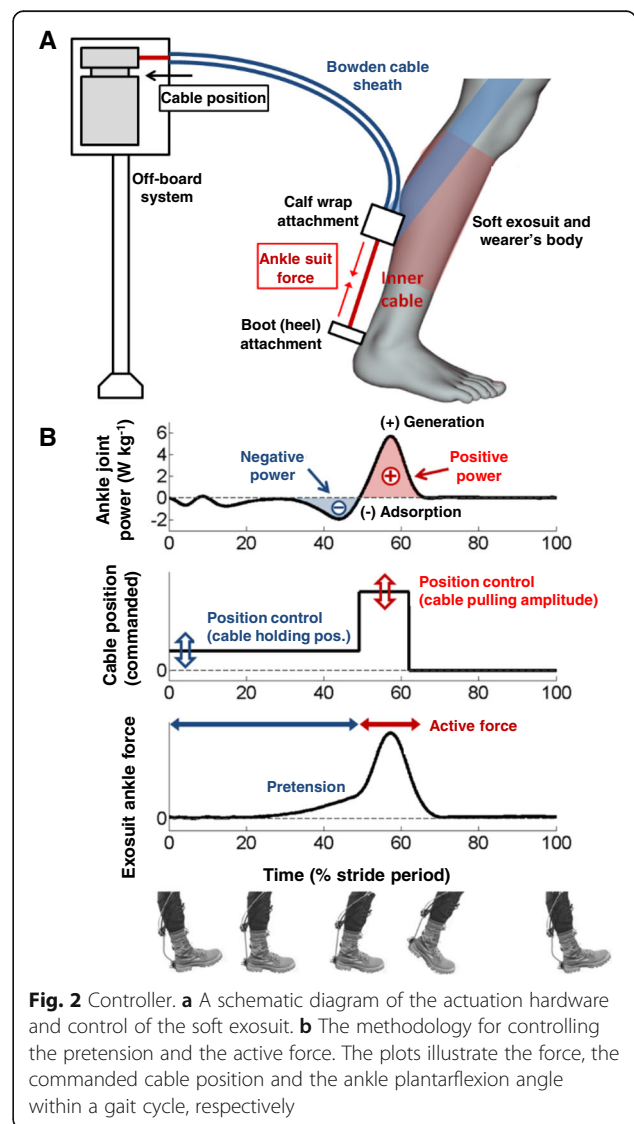 A
Bowden cable
sheath
Cable position
Off-board
system
Calf wrap
attachment
Soft exosuit and
wearer's body
Ankle suit
force
Inner
cable
Boot (heel)
attachment
B
Ankle joint
power (W kg-1)
6
4
2
0
-2
Negative
power
(+) Generation
Positive
power
(-) Adsorption
0 20 40 60 80 100
Cable position
(commanded)
Position control
(cable holding pos.)
Position control
(cable pulling amplitude)
0
0 20 40 60 80 100
Exosuit ankle force
Active force
Pretension
0
0 20 40 60 80 100
Time (% stride period)
Fig. 2 Controller. a A schematic diagram of the actuation hardware
and control of the soft exosuit. b The methodology for controlling
the pretension and the active force. The plots illustrate the force, the
commanded cable position and the ankle plantarflexion angle
within a gait cycle, respectively